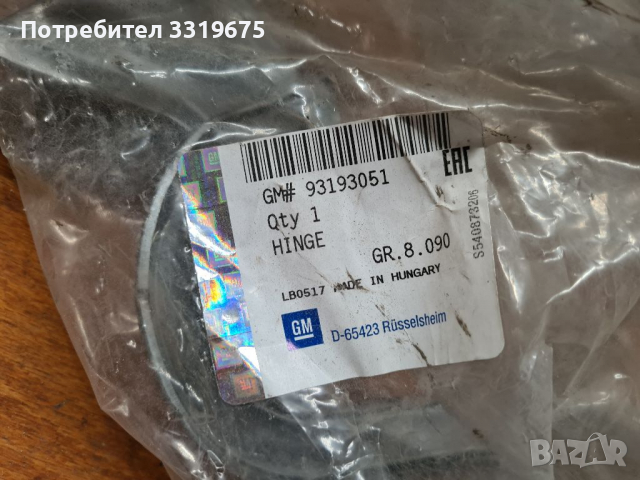 Потребител 3319675
GM# 93193051
EAC
Qty 1
HINGE
GR.8.090
S540873206
LB0517 MADE IN HUNGARY
GM
D-65423 Rüsselsheim
BAZAR